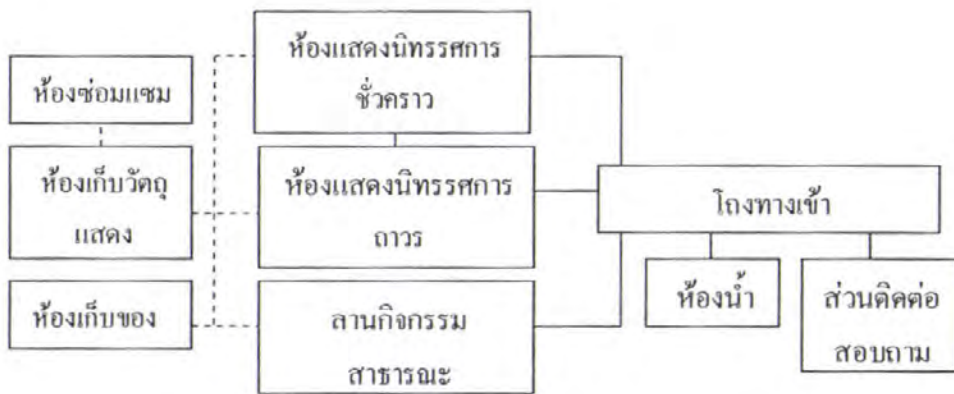 ห้องซ่อมแซม
ห้องเก็บวัตถุ
แสดง
ห้องเก็บของ
ห้องแสดงนิทรรศการ
ชั่วคราว
ห้องแสดงนิทรรศการ
ถาวร
ลานกิจกรรม
สาธารณะ
โถงทางเข้า
ห้องน้ำ
ส่วนติดต่อ
สอบถาม